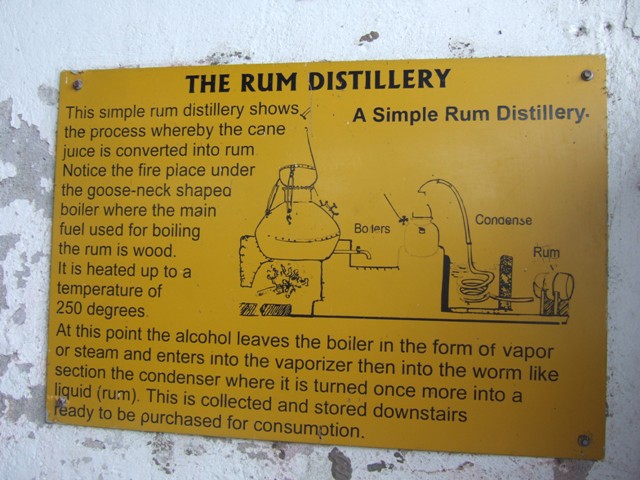 THE RUM DISTILLERY
This simple rum distillery shows
the process whereby the cane
juice is converted into rum
Notice the fire place under
the goose-neck shaped
boiler where the main
fuel used for boiling
the rum is wood.
It is heated up to a
temperature of
250 degrees.
A Simple Rum Distillery.
Boilers
Condense
Rum
At this point the alcohol leaves the boiler in the form of vapor
or steam and enters into the vaporizer then into the worm like
section the condenser where it is turned once more into a
liquid (rum). This is collected and stored downstairs
ready to be purchased for consumption.